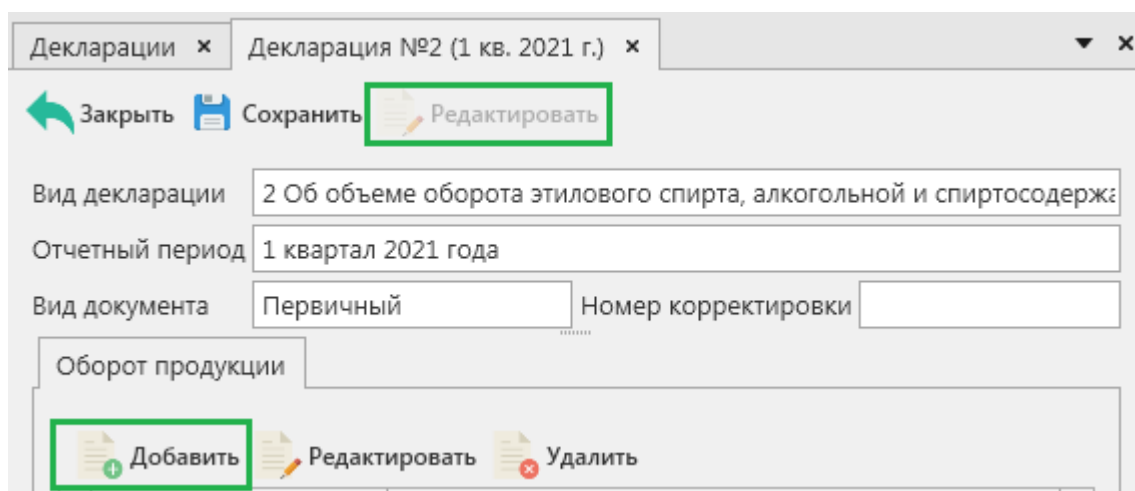 Декларации × Декларация №2 (1 кв. 2021 г.) ×
Закрыть Сохранить Редактировать
Вид декларации 2 Об объеме оборота этилового спирта, алкогольной и спиртосодержа
Отчетный период 1 квартал 2021 года
Вид документа Первичный Номер корректировки
Оборот продукции
Добавить Редактировать Удалить